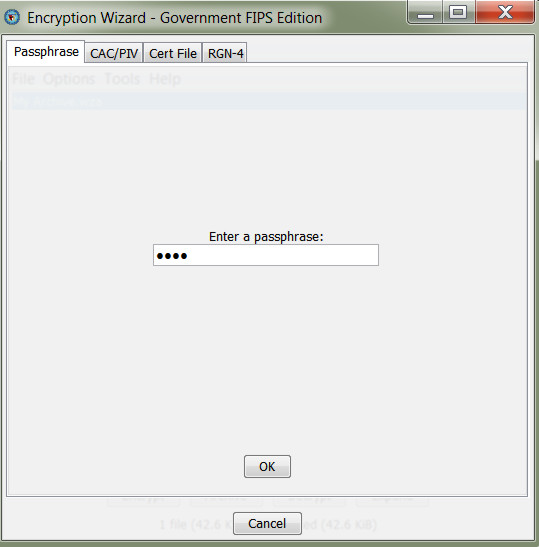 Encryption Wizard - Government FIPS Edition
Passphrase CAC/PIV Cert File RGN-4
File Options Tools Help
Enter a passphrase:
••••
OK
1 file (42.6 K ed (42.6 KiB)
Cancel